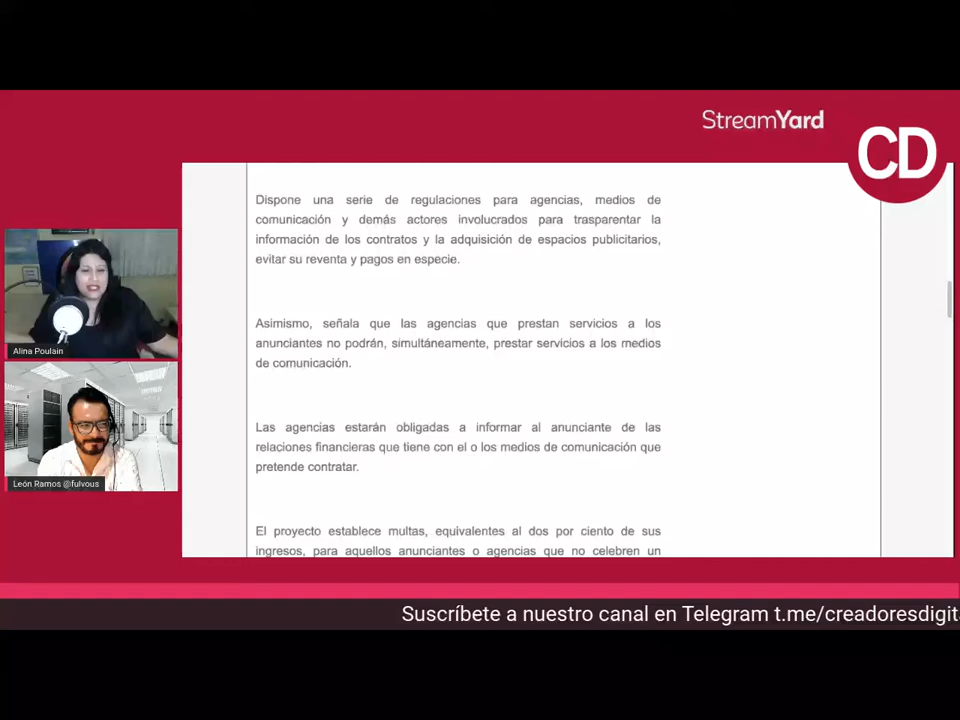 StreamYard
CD
Dispone una serie de regulaciones para agencias, medios de
comunicación y demás actores involucrados para trasparentar la
información de los contratos y la adquisición de espacios publicitarios,
evitar su reventa y pagos en especie.
Asimismo, señala que las agencias que prestan servicios a los
anunciantes no podrán, simultáneamente, prestar servicios a los medios
de comunicación.
Las agencias estarán obligadas a informar al anunciante de las
relaciones financieras que tiene con el o los medios de comunicación que
pretende contratar.
El proyecto establece multas, equivalentes al dos por ciento de sus
ingresos, para aquellos anunciantes o agencias que no celebren un
Alina Poulain
León Ramos @fulvous
Suscríbete a nuestro canal en Telegram t.me/creadoresdigit